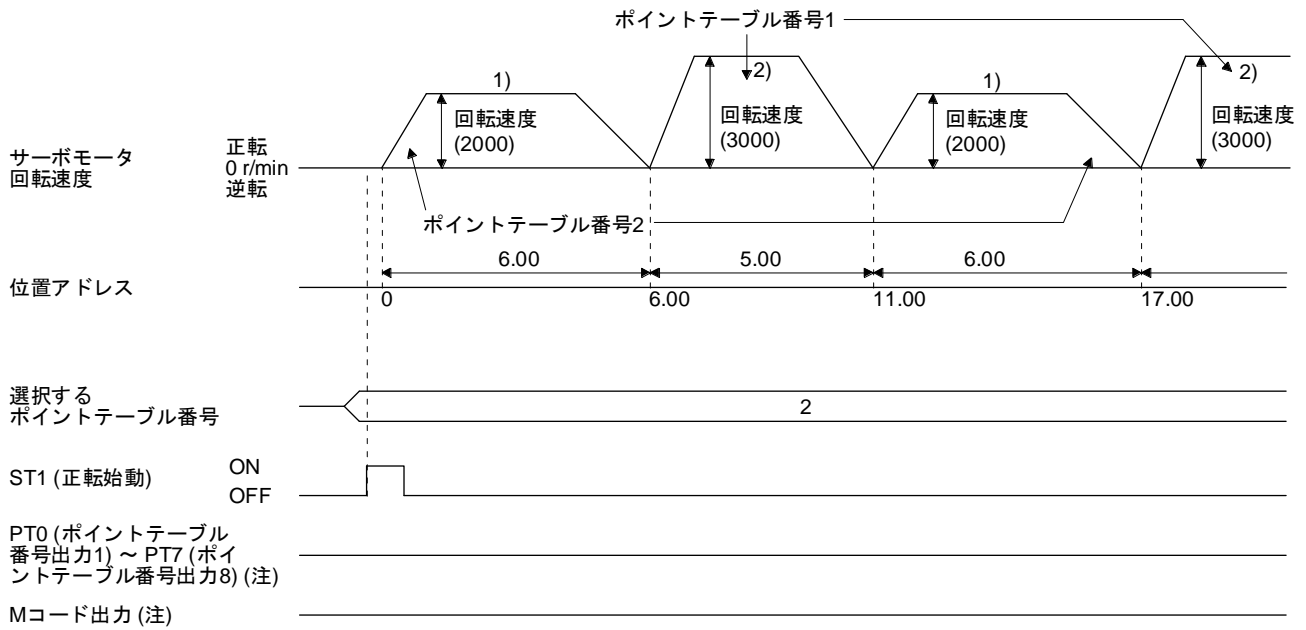 ポイントテーブル番号1
1)
2)
1)
2)
回転速度
(2000)
回転速度
(3000)
回転速度
(2000)
回転速度
(3000)
サーボモータ
回転速度
正転
0 r/min
逆転
ポイントテーブル番号2
6.00
5.00
6.00
位置アドレス
0
6.00
11.00
17.00
選択する
ポイントテーブル番号
2
ST1 (正転始動)
ON
OFF
PT0 (ポイントテーブル
番号出力1) ～ PT7 (ポイ
ントテーブル番号出力8) (注)
Mコード出力 (注)